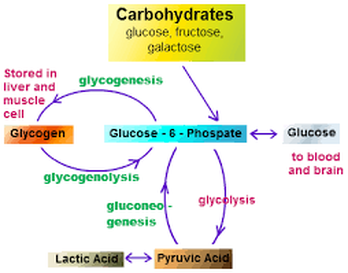 Carbohydrates
glucose, fructose,
galactose
Stored in
liver and
muscle
cell
glycogenesis
Glycogen
Glucose - 6 - Phospate
Glucose
glycogenolysis
to blood
and brain
gluconeo -
genesis
glycolysis
Lactic Acid
Pyruvic Acid